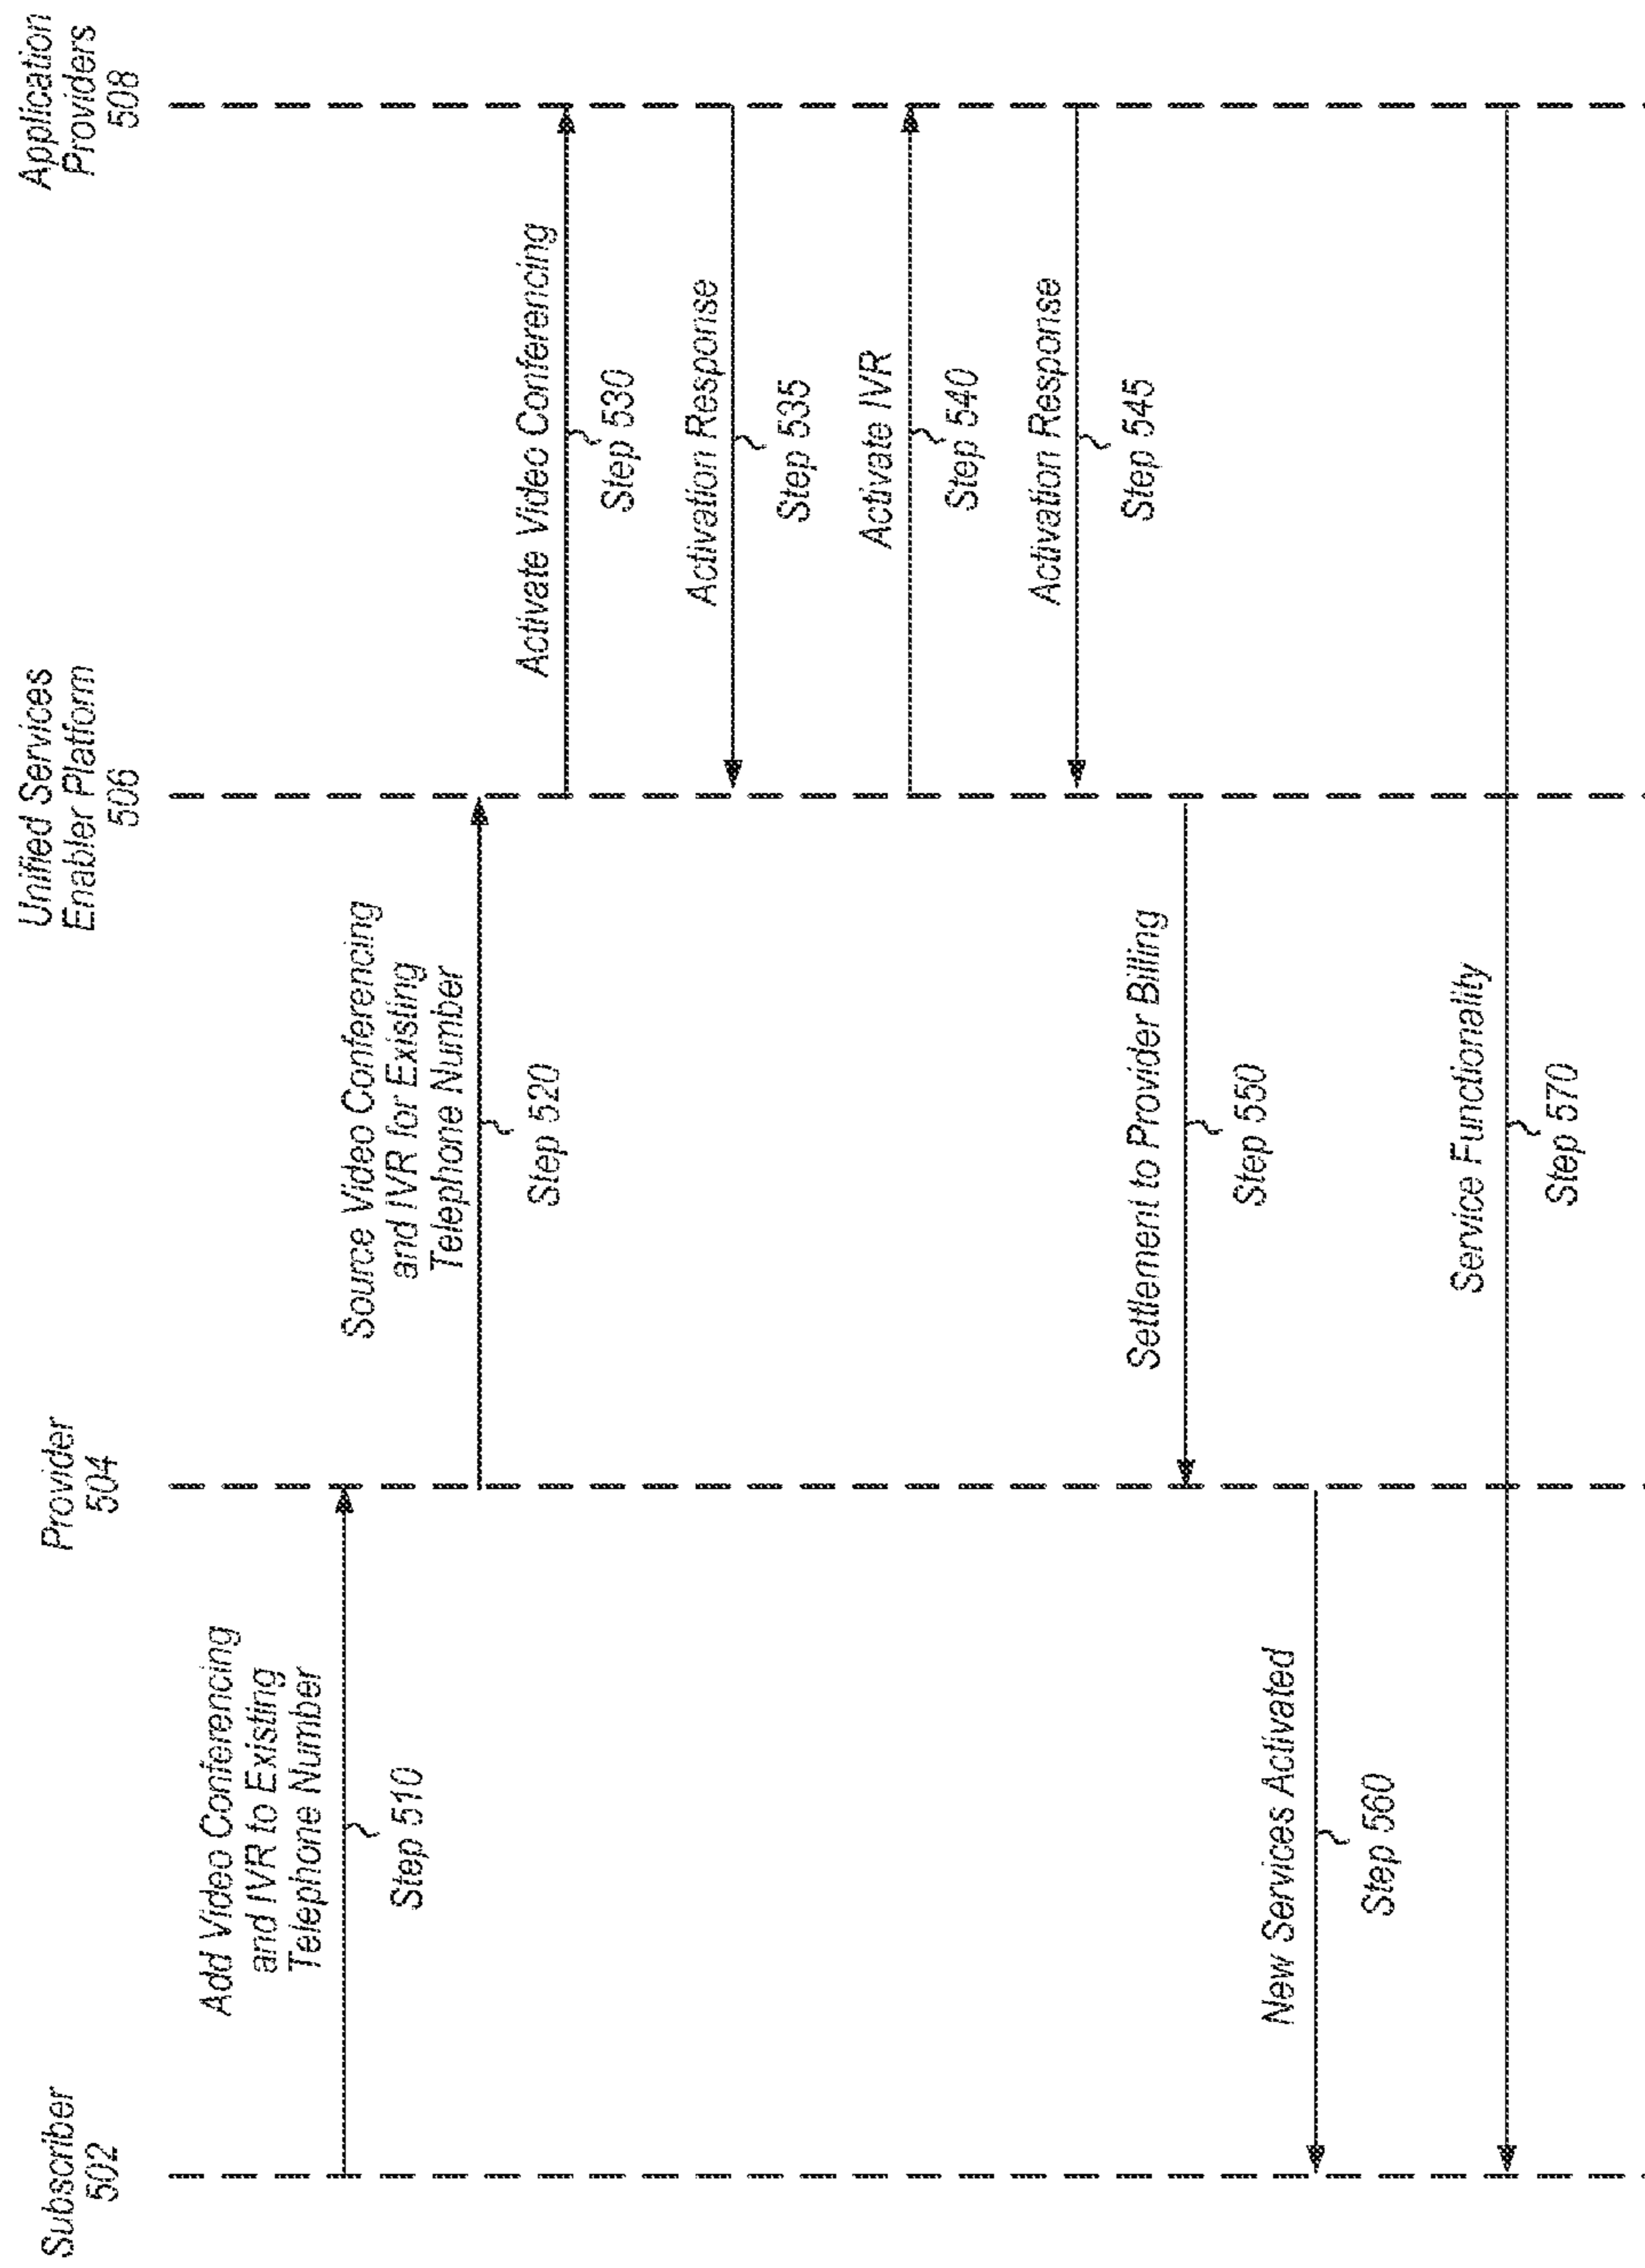 Subscriber
502
Provider
504
Unified Services
Enabler Platform
506
Application
Providers
508
Add Video Conferencing
and IVR to Existing
Telephone Number
Step 510
Source Video Conferencing
and IVR for Existing
Telephone Number
Step 520
Activate Video Conferencing
Step 530
Activation Response
Step 535
Activate IVR
Step 540
Activation Response
Step 545
Settlement to Provider Billing
Step 550
New Services Activated
Step 560
Service Functionality
Step 570